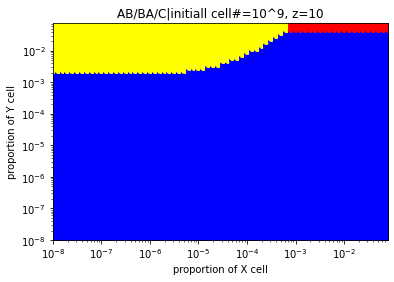 AB/BA/C|initiall cell#=10^9, z=10
proportion of Y cell
10⁻²
10⁻³
10⁻⁴
10⁻⁵
10⁻⁶
10⁻⁷
10⁻⁸
10⁻⁸ 10⁻⁷ 10⁻⁶ 10⁻⁵ 10⁻⁴ 10⁻³ 10⁻²
proportion of X cell